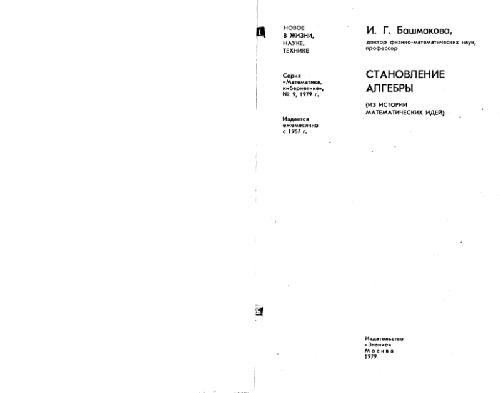 НОВОЕ
В ЖИЗНИ,
НАУКЕ,
ТЕХНИКЕ
Серия
«Математика,
кибернетика»,
№ 9, 1979 г.
Издается
ежемесячно
с 1967 г.
И. Г. Башмакова,
доктор физико-математических наук,
профессор
СТАНОВЛЕНИЕ
АЛГЕБРЫ
(ИЗ ИСТОРИИ
МАТЕМАТИЧЕСКИХ ИДЕЙ)
Издательство
«Знание»
Москва
1979